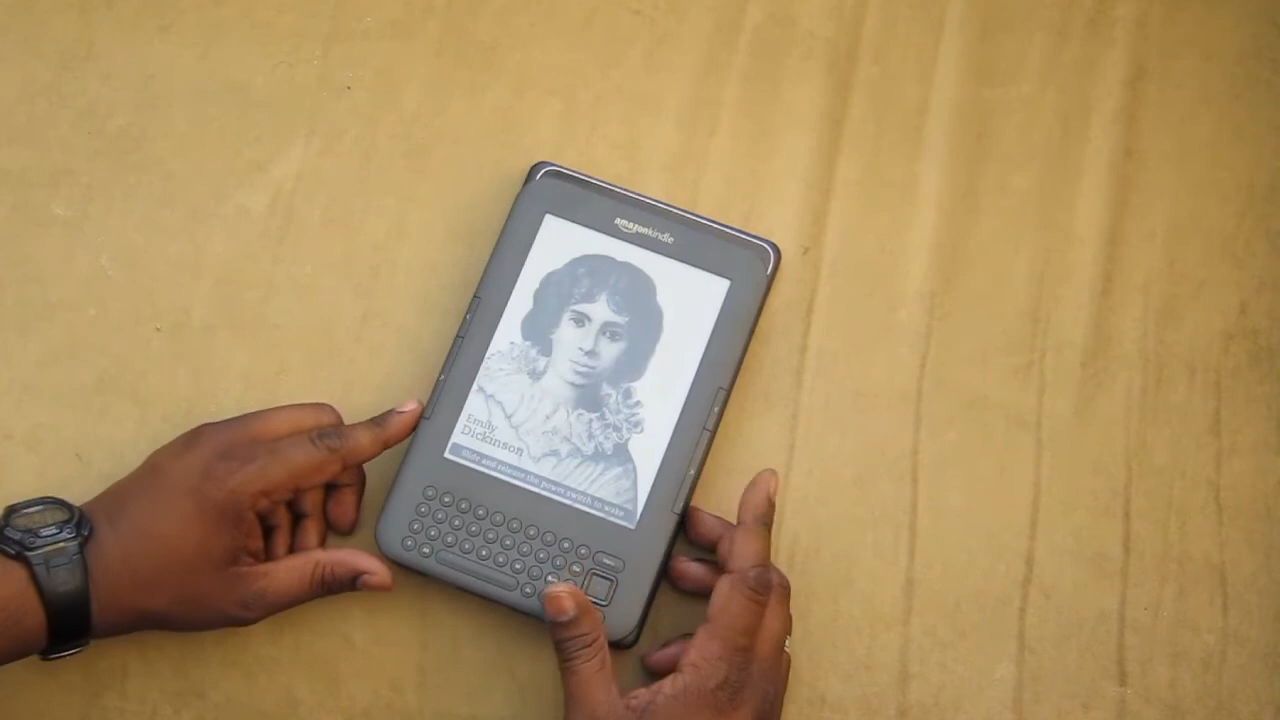 amazonkindle
Emily
Dickinson
Slide and release the power switch to wake